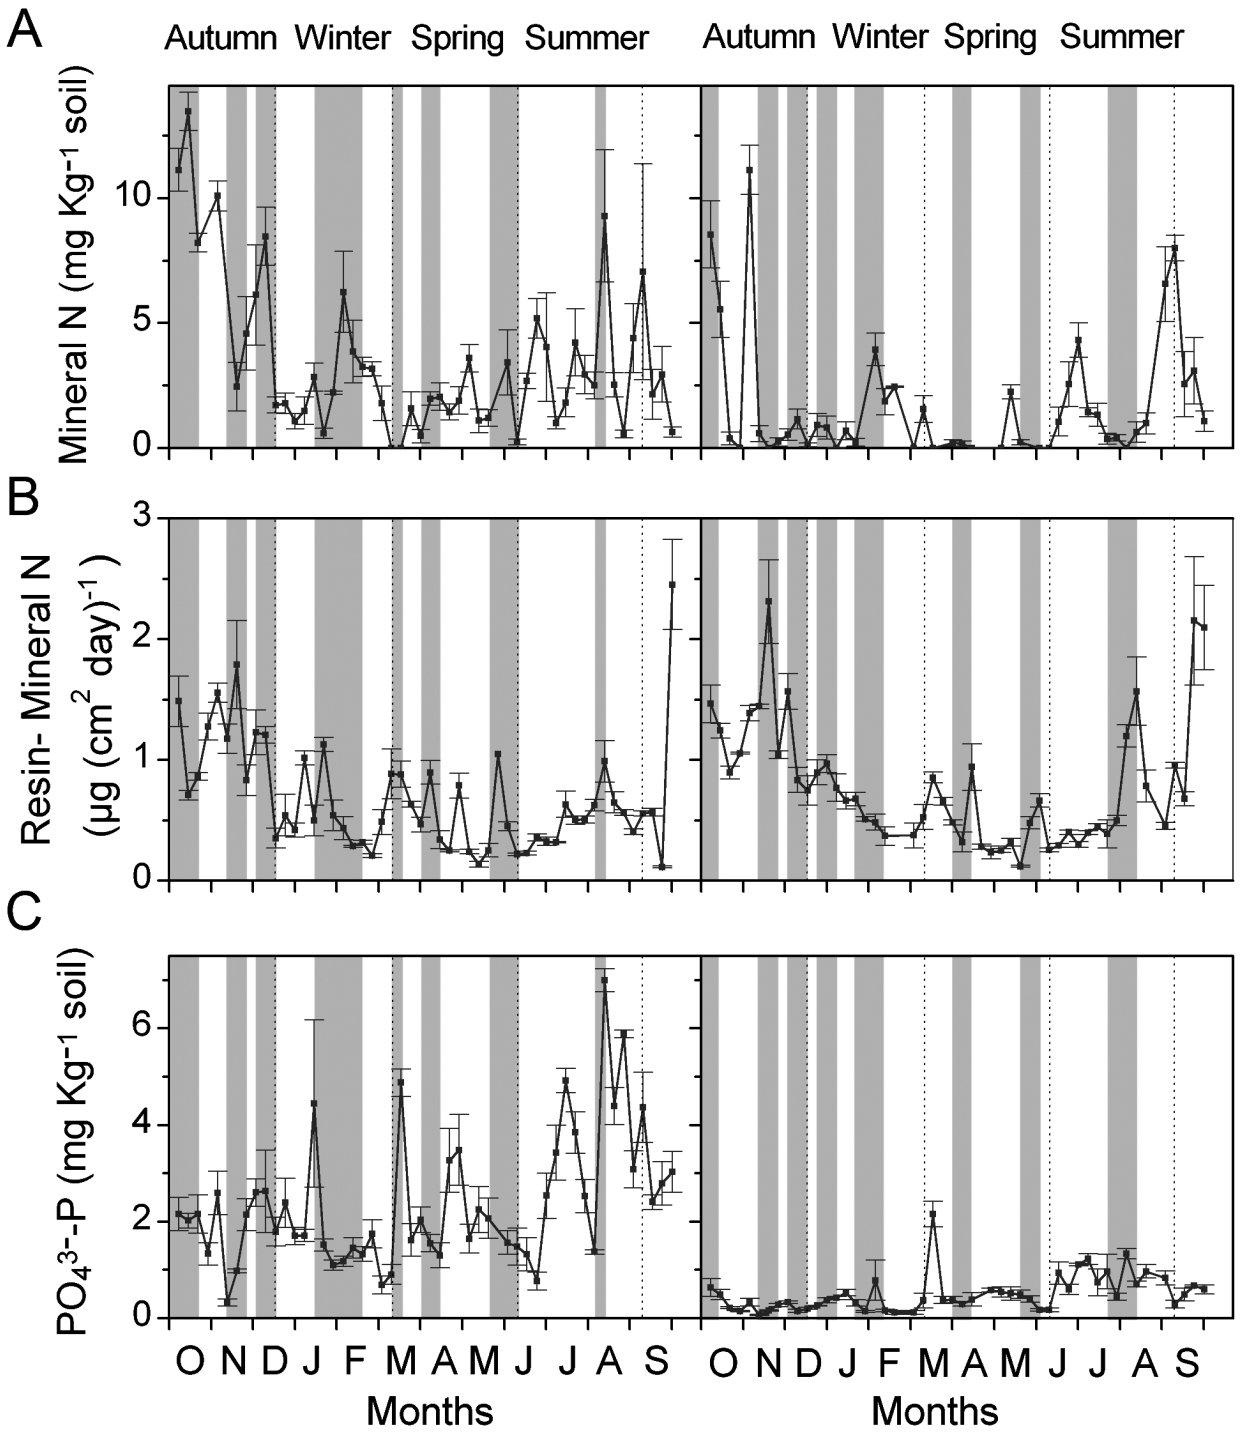 A
Autumn Winter Spring Summer Autumn Winter Spring Summer
Mineral N (mg Kg⁻¹ soil)
10
5
0
B
Resin- Mineral N
(µg (cm² day)⁻¹ )
3
2
1
0
C
PO₄³⁻-P (mg Kg⁻¹ soil)
6
4
2
0
O N D J F M A M J J A S O N D J F M A M J J A S
Months Months